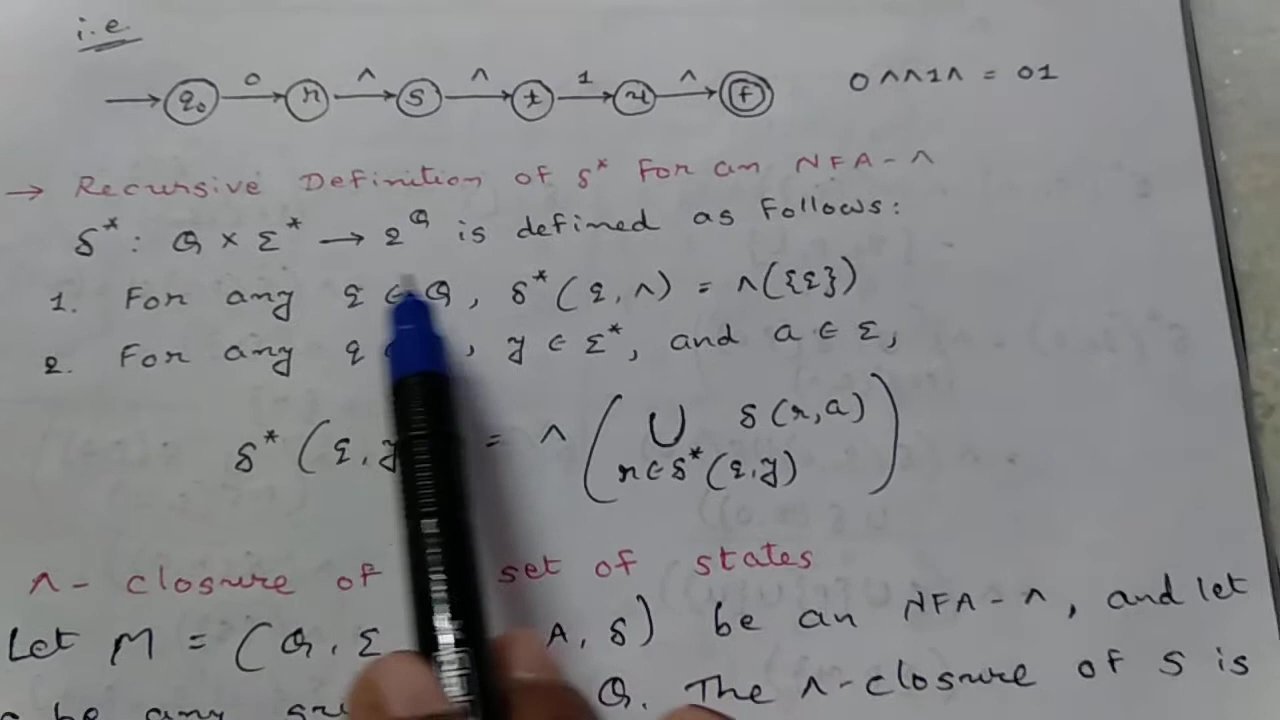 i.e.
q₀ 0 r ∧ s ∧ t 1 u ∧ f 0∧∧1∧ = 01
→ Recursive Definition of δ* For an NFA-∧
δ* : Q × Σ* → 2^Q is defined as follows:
1. For any q ∈ Q, δ*(q, ∧) = ∧({q})
2. For any q , y ∈ Σ*, and a ∈ Σ,
δ*(q, y = ∧( ∪ δ(r, a)
r ∈ δ*(q, y) )
∧- closure of set of states
Let M = (Q, Σ A, δ) be an NFA-∧, and let
be any Q. The ∧-closure of S is